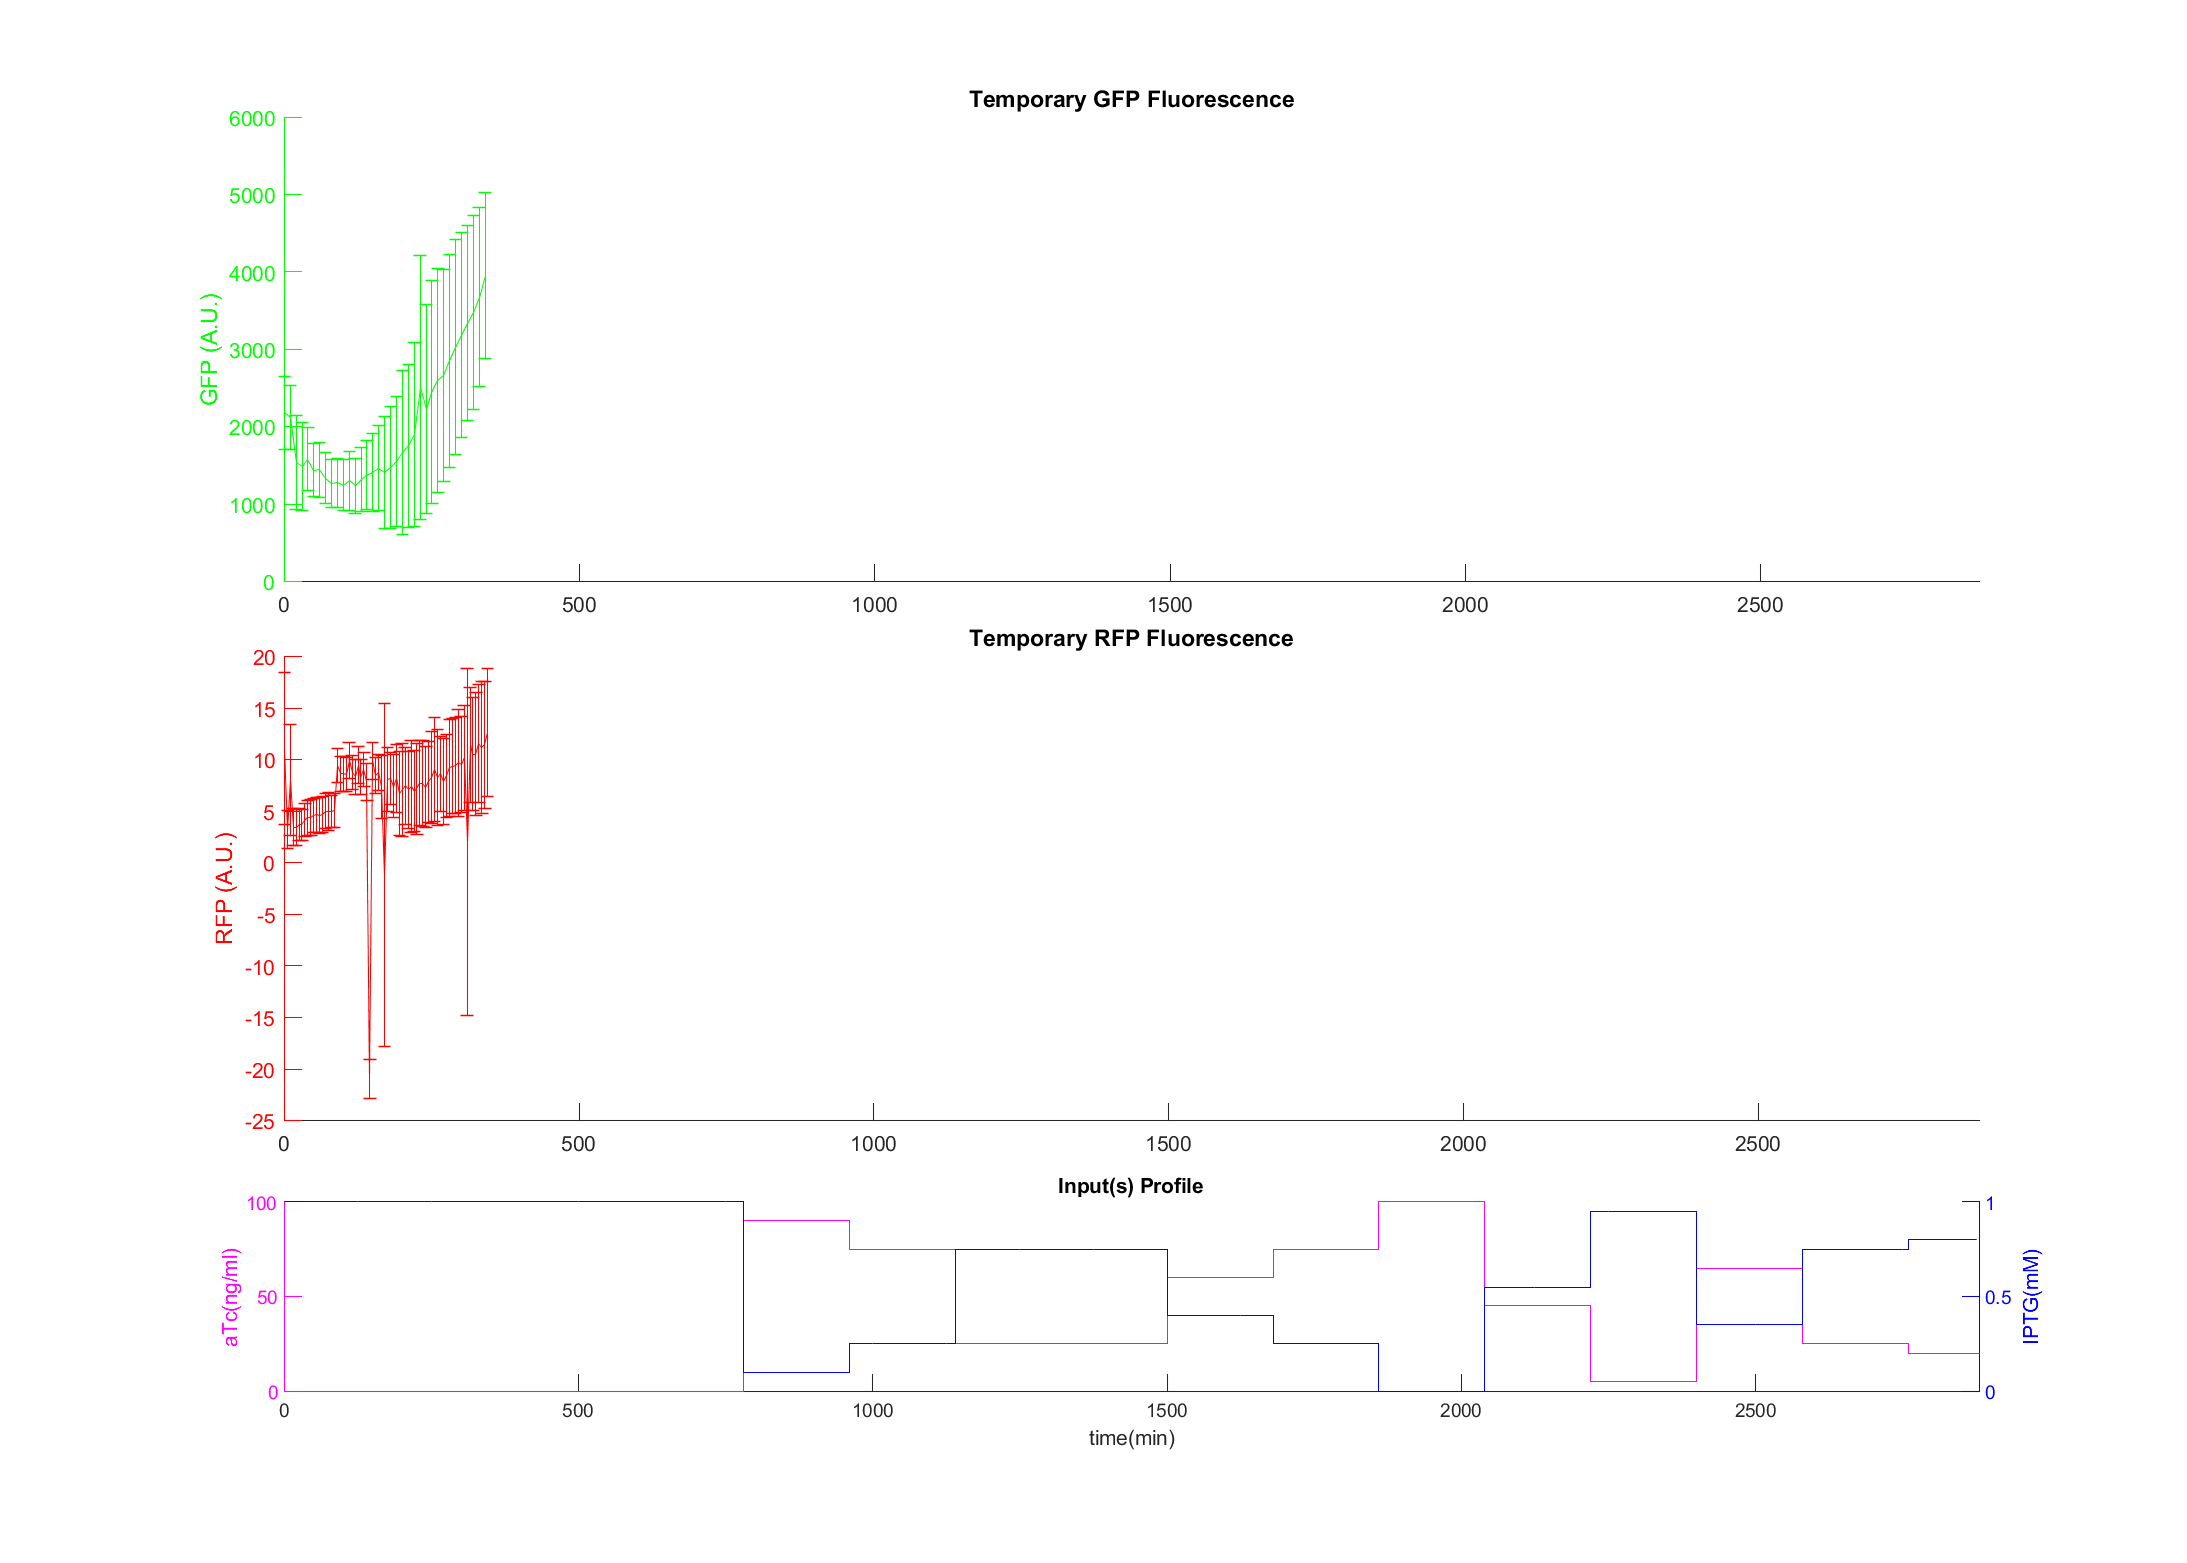 Temporary GFP Fluorescence
6000
5000
4000
3000
2000
1000
0
GFP (A.U.)
0 500 1000 1500 2000 2500
Temporary RFP Fluorescence
20
15
10
5
0
-5
-10
-15
-20
-25
RFP (A.U.)
0 500 1000 1500 2000 2500
Input(s) Profile
100
50
0
aTc(ng/ml)
1
0.5
0
IPTG(mM)
0 500 1000 1500 2000 2500
time(min)